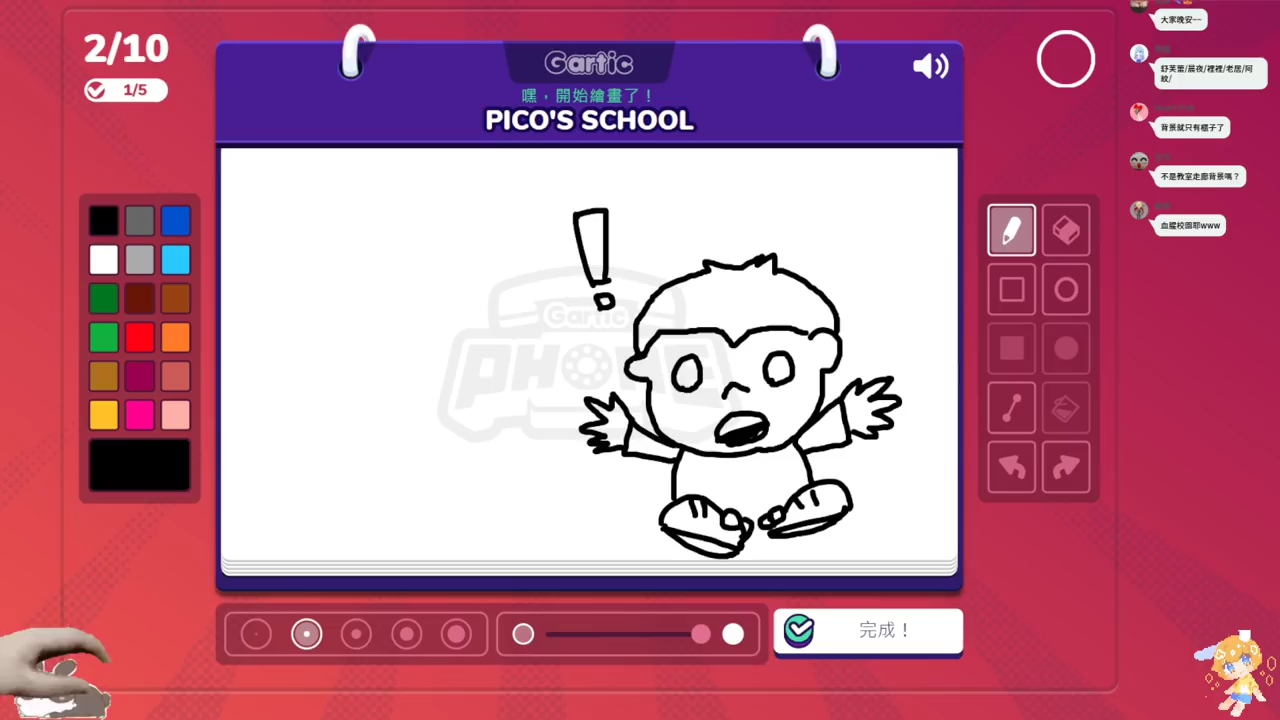 2/10
1/5
Gartic
嘿，開始繪畫了！
PICO'S SCHOOL
Gartic
PHONE
完成！
大家晚安~~
舒芙蕾/晨夜/裡裡/老居/阿
紋/
背景就只有櫃子了
不是教室走廊背景嗎？
血腥校園耶www